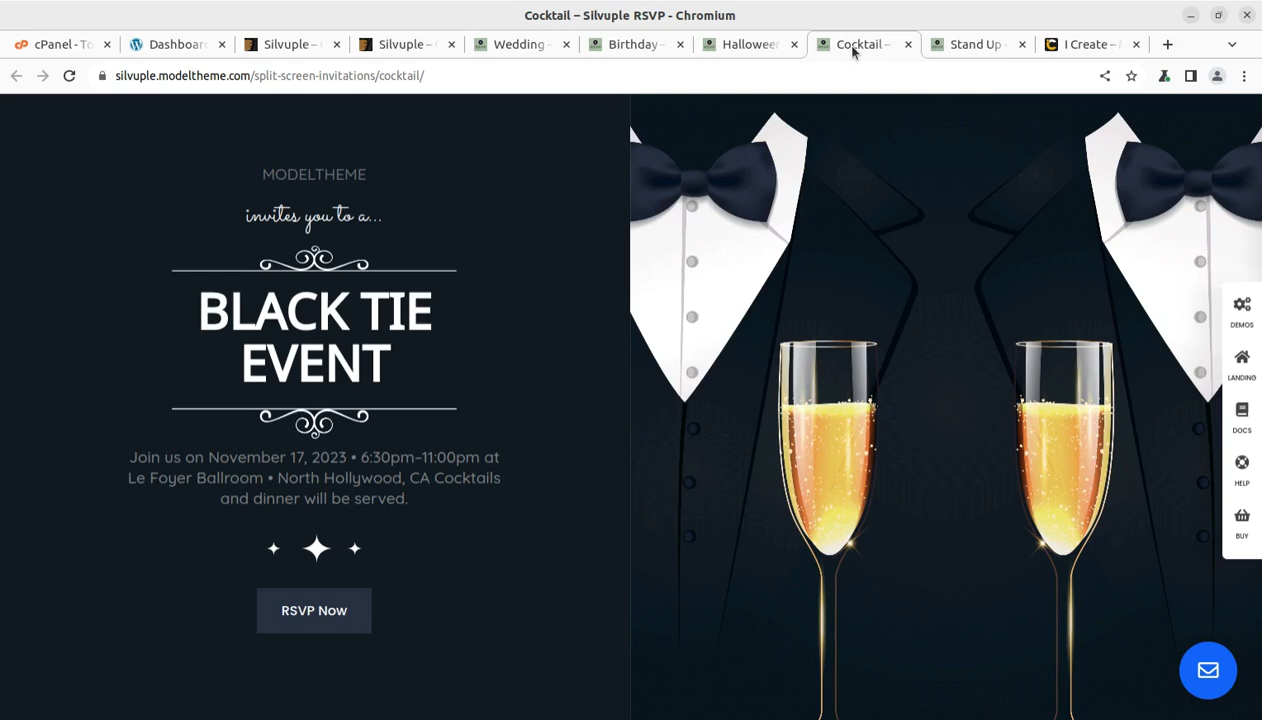 Cocktail – Silvuple RSVP - Chromium
cPanel - To
Dashboard
Silvuple – 
Silvuple – 
Wedding –
Birthday –
Halloween
Cocktail –
Stand Up –
I Create –
silvuple.modeltheme.com/split-screen-invitations/cocktail/
MODELTHEME
invites you to a...
BLACK TIE
EVENT
Join us on November 17, 2023 • 6:30pm–11:00pm at
Le Foyer Ballroom • North Hollywood, CA Cocktails
and dinner will be served.
RSVP Now
DEMOS
LANDING
DOCS
HELP
BUY